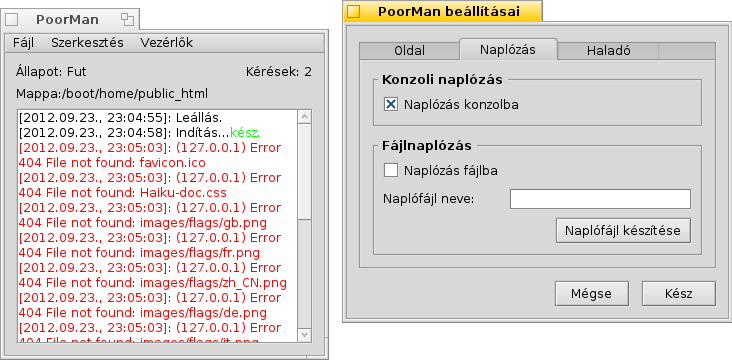 PoorMan
Fájl Szerkesztés Vezérlők
Állapot: Fut Kérések: 2
Mappa:/boot/home/public_html
[2012.09.23., 23:04:55]: Leállás.
[2012.09.23., 23:04:58]: Indítás...kész.
[2012.09.23., 23:05:03]: (127.0.0.1) Error
404 File not found: favicon.ico
[2012.09.23., 23:05:03]: (127.0.0.1) Error
404 File not found: Haiku-doc.css
[2012.09.23., 23:05:03]: (127.0.0.1) Error
404 File not found: images/flags/gb.png
[2012.09.23., 23:05:03]: (127.0.0.1) Error
404 File not found: images/flags/fr.png
[2012.09.23., 23:05:03]: (127.0.0.1) Error
404 File not found: images/flags/zh_CN.png
[2012.09.23., 23:05:03]: (127.0.0.1) Error
404 File not found: images/flags/de.png
[2012.09.23., 23:05:03]: (127.0.0.1) Error
404 File not found: images/flags/it.png
PoorMan beállításai
Oldal Naplózás Haladó
Konzoli naplózás
Naplózás konzolba
Fájlnaplózás
Naplózás fájlba
Naplófájl neve:
Naplófájl készítése
Mégse Kész